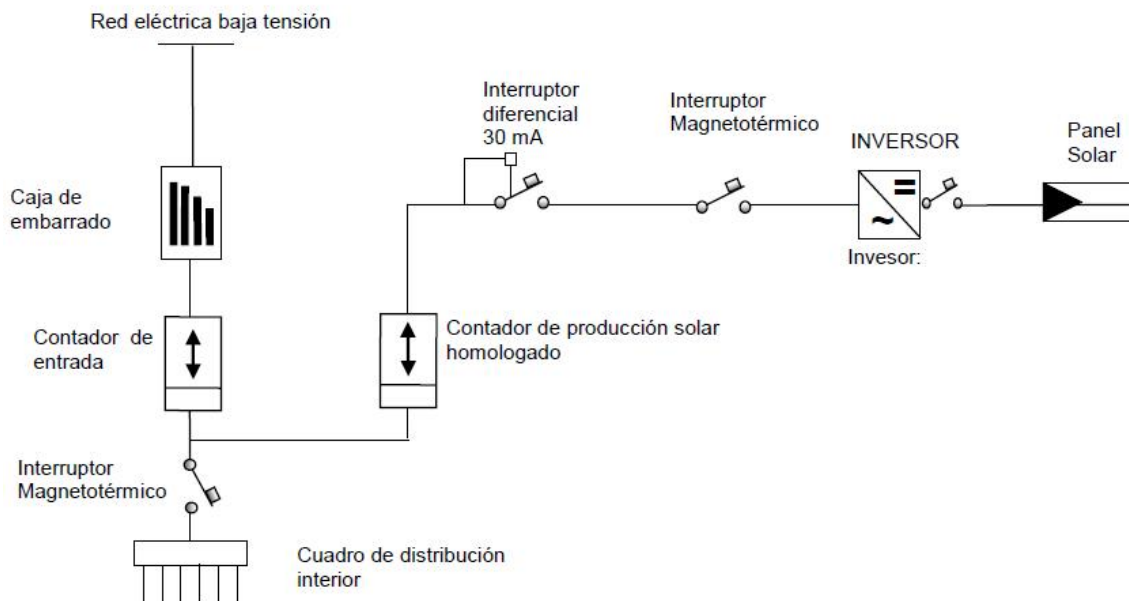 Red eléctrica baja tensión
Interruptor
diferencial
30 mA
Interruptor
Magnetotérmico
INVERSOR
Panel
Solar
Caja de
embarrado
Invesor:
Contador de
entrada
Contador de producción solar
homologado
Interruptor
Magnetotérmico
Cuadro de distribución
interior